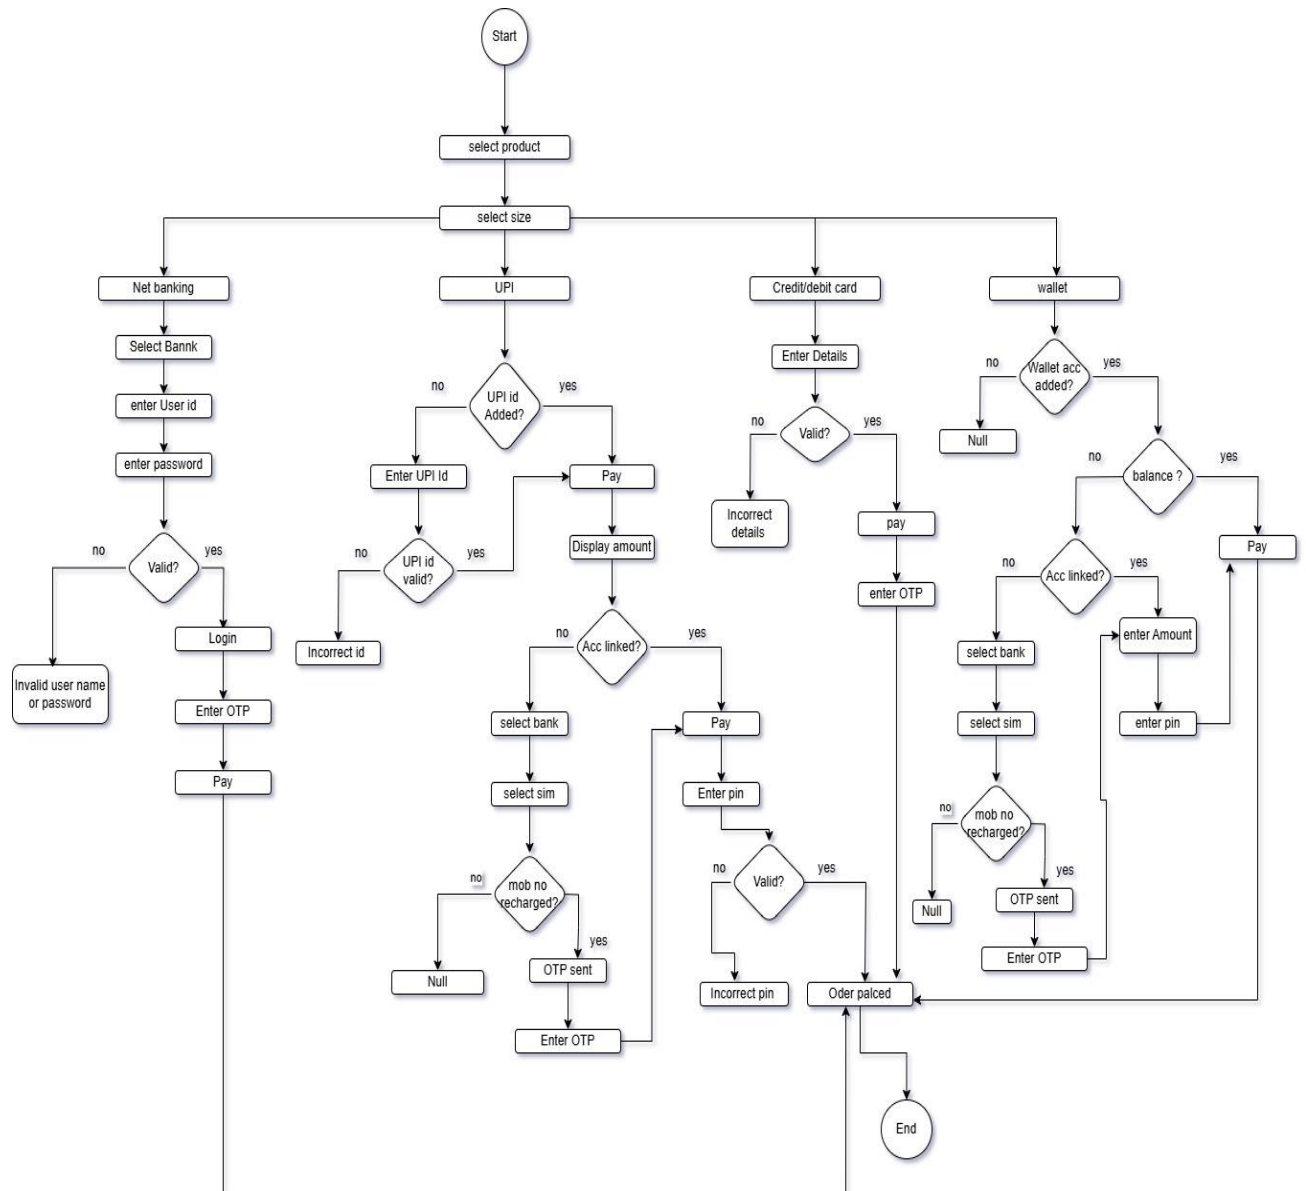 Start
select product
select size
Net banking
UPI
Credit/debit card
wallet
Select Bannk
Enter Details
no
Wallet acc
added?
yes
enter User id
no
UPI id
Added?
yes
no
Valid?
yes
Null
enter password
Enter UPI Id
Pay
no
balance ?
yes
Incorrect
details
pay
no
Valid?
yes
no
UPI id
valid?
yes
Display amount
Pay
enter OTP
no
Acc linked?
yes
Login
Incorrect id
no
Acc linked?
yes
select bank
enter Amount
Invalid user name
or password
Enter OTP
select bank
Pay
select sim
enter pin
Pay
select sim
Enter pin
no
mob no
recharged?
yes
no
mob no
recharged?
yes
no
Valid?
yes
Null
OTP sent
Null
OTP sent
Incorrect pin
Oder palced
Enter OTP
Enter OTP
End